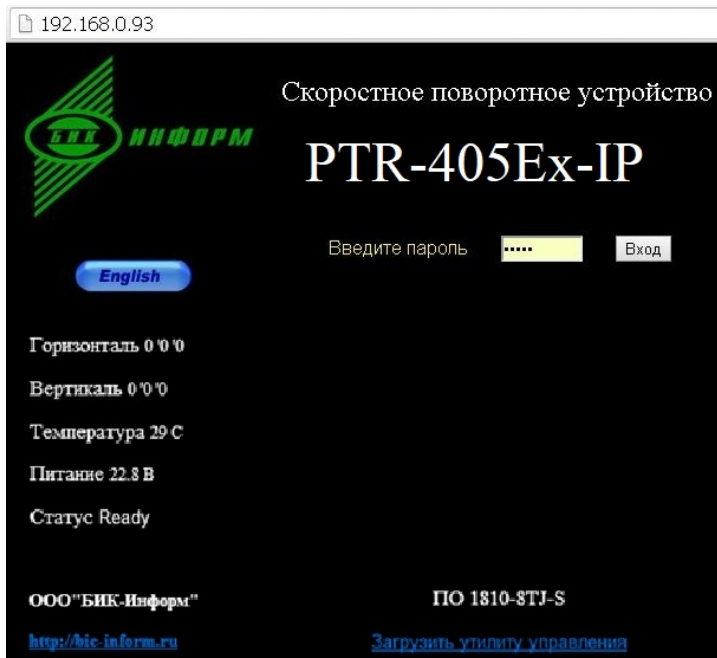 192.168.0.93
БИК ИНФОРМ
Скоростное поворотное устройство
PTR-405Ex-IP
Введите пароль ••••• Вход
English
Горизонталь 0'0'0
Вертикаль 0'0'0
Температура 29 C
Питание 22.8 В
Статус Ready
ООО"БИК-Информ"
ПО 1810-8TJ-S
http://bic-inform.ru
Загрузить утилиту управления